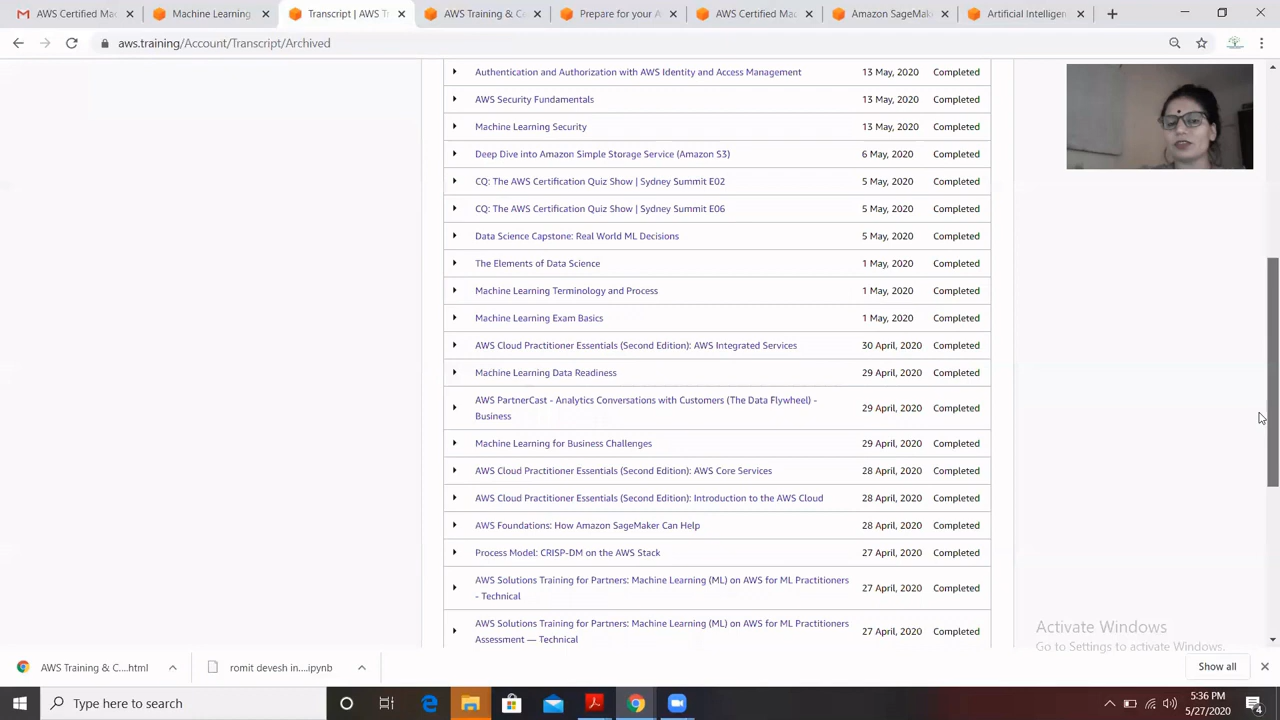 AWS Certified Mac
Machine Learning
Transcript | AWS T
AWS Training & C
Prepare for your A
AWS Certified Mac
Amazon SageMake
Artificial Intelligen
aws.training/Account/Transcript/Archived
Authentication and Authorization with AWS Identity and Access Management 13 May, 2020 Completed
AWS Security Fundamentals 13 May, 2020 Completed
Machine Learning Security 13 May, 2020 Completed
Deep Dive into Amazon Simple Storage Service (Amazon S3) 6 May, 2020 Completed
CQ: The AWS Certification Quiz Show | Sydney Summit E02 5 May, 2020 Completed
CQ: The AWS Certification Quiz Show | Sydney Summit E06 5 May, 2020 Completed
Data Science Capstone: Real World ML Decisions 5 May, 2020 Completed
The Elements of Data Science 1 May, 2020 Completed
Machine Learning Terminology and Process 1 May, 2020 Completed
Machine Learning Exam Basics 1 May, 2020 Completed
AWS Cloud Practitioner Essentials (Second Edition): AWS Integrated Services 30 April, 2020 Completed
Machine Learning Data Readiness 29 April, 2020 Completed
AWS PartnerCast - Analytics Conversations with Customers (The Data Flywheel) -
Business 29 April, 2020 Completed
Machine Learning for Business Challenges 29 April, 2020 Completed
AWS Cloud Practitioner Essentials (Second Edition): AWS Core Services 28 April, 2020 Completed
AWS Cloud Practitioner Essentials (Second Edition): Introduction to the AWS Cloud 28 April, 2020 Completed
AWS Foundations: How Amazon SageMaker Can Help 28 April, 2020 Completed
Process Model: CRISP-DM on the AWS Stack 27 April, 2020 Completed
AWS Solutions Training for Partners: Machine Learning (ML) on AWS for ML Practitioners
- Technical 27 April, 2020 Completed
AWS Solutions Training for Partners: Machine Learning (ML) on AWS for ML Practitioners
Assessment — Technical 27 April, 2020 Completed
Activate Windows
Go to Settings to activate Windows.
AWS Training & C....html
romit devesh in....ipynb
Show all
Type here to search
5:36 PM
5/27/2020
4